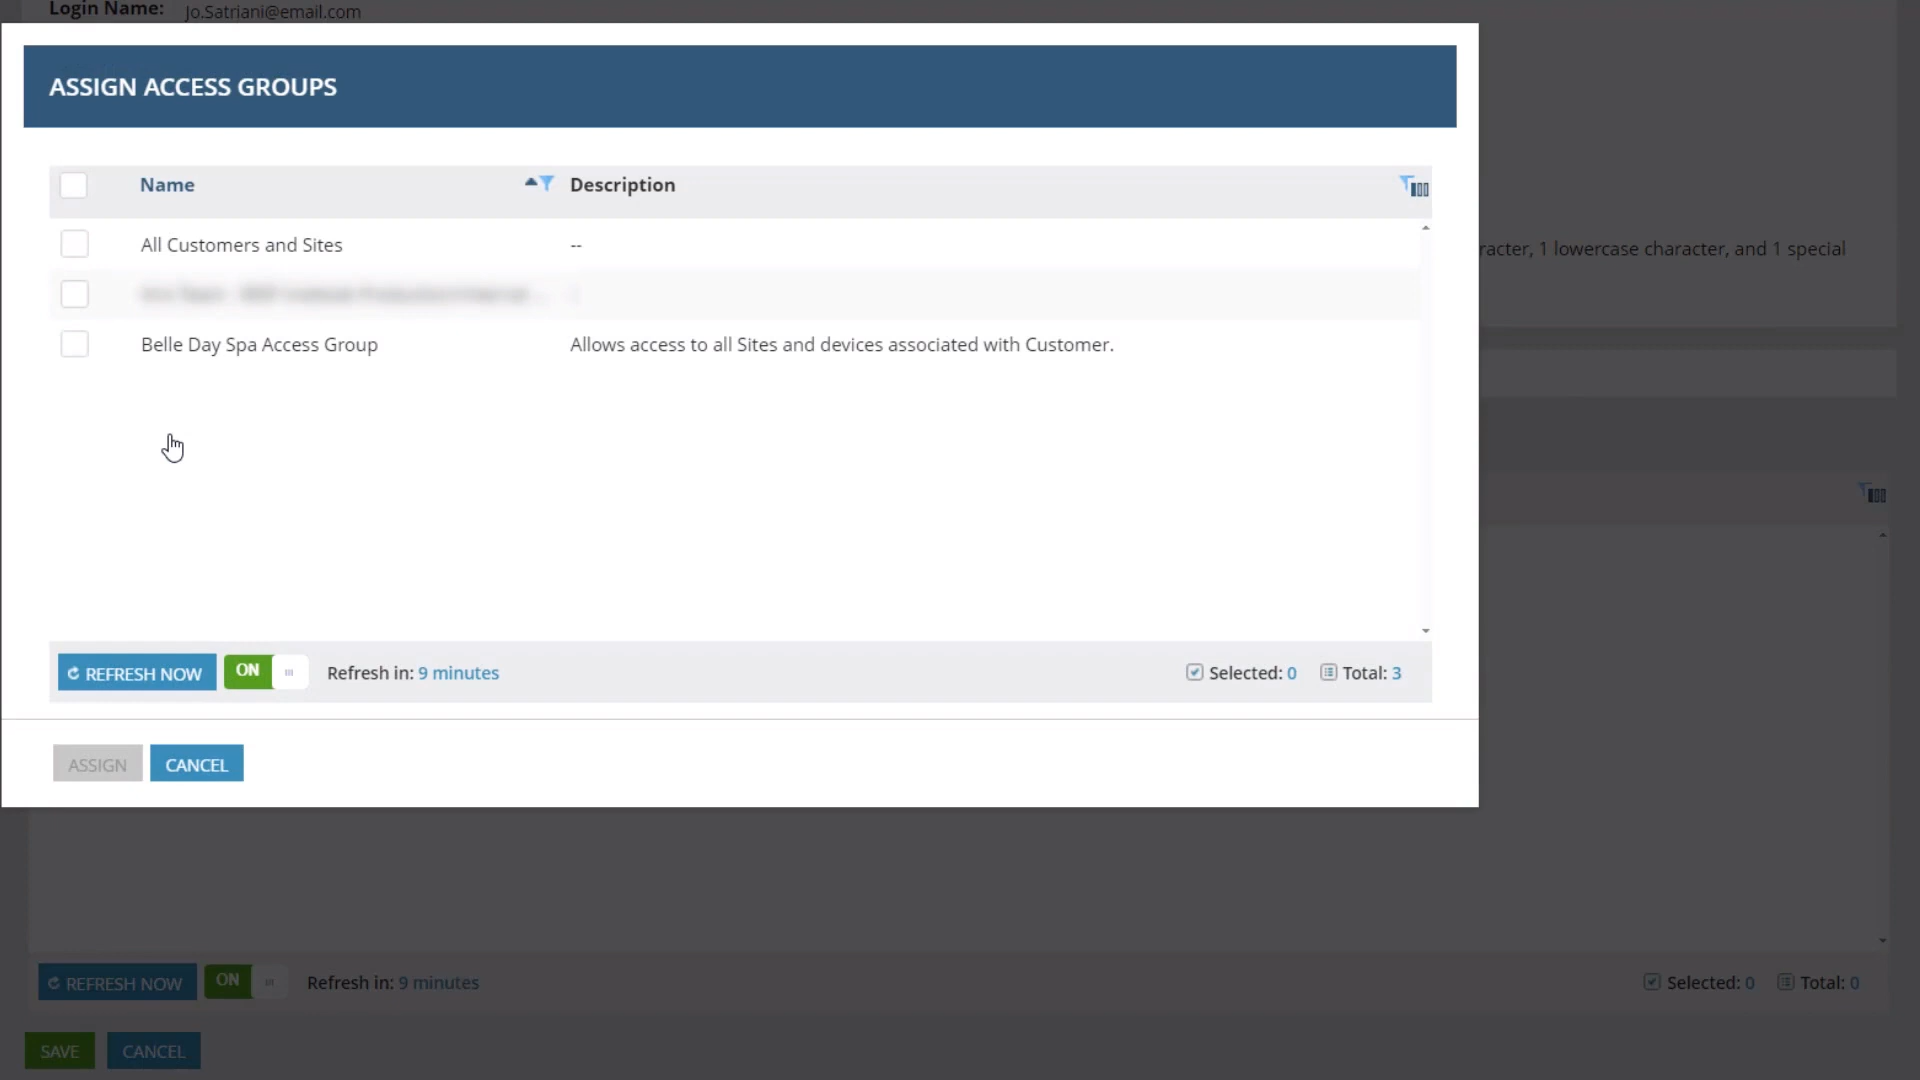 Login Name: Jo.Satriani@email.com
ASSIGN ACCESS GROUPS
Name Description
All Customers and Sites --
Belle Day Spa Access Group Allows access to all Sites and devices associated with Customer.
racter, 1 lowercase character, and 1 special
REFRESH NOW ON Refresh in: 9 minutes Selected: 0 Total: 3
ASSIGN CANCEL
REFRESH NOW ON Refresh in: 9 minutes Selected: 0 Total: 0
SAVE CANCEL